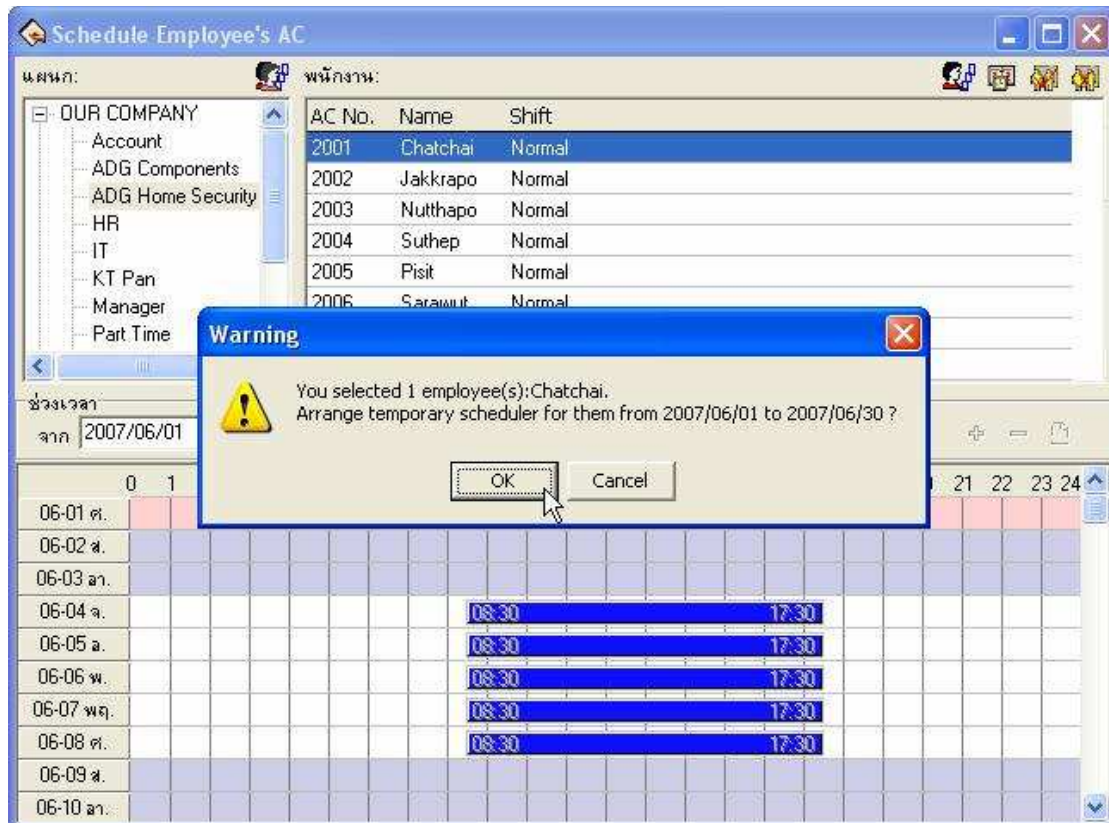 Schedule Employee's AC
แผนก:
พนักงาน:
OUR COMPANY
Account
ADG Components
ADG Home Security
HR
IT
KT Pan
Manager
Part Time
AC No. Name Shift
2001 Chatchai Normal
2002 Jakkrapo Normal
2003 Nutthapo Normal
2004 Suthep Normal
2005 Pisit Normal
2006 Sarawut Normal
Warning
You selected 1 employee(s):Chatchai.
Arrange temporary scheduler for them from 2007/06/01 to 2007/06/30 ?
OK Cancel
ช่วงเวลา
จาก 2007/06/01
0 1 21 22 23 24
06-01 ศ.
06-02 ส.
06-03 อา.
06-04 จ. 08:30 17:30
06-05 อ. 08:30 17:30
06-06 พ. 08:30 17:30
06-07 พฤ. 08:30 17:30
06-08 ศ. 08:30 17:30
06-09 ส.
06-10 อา.